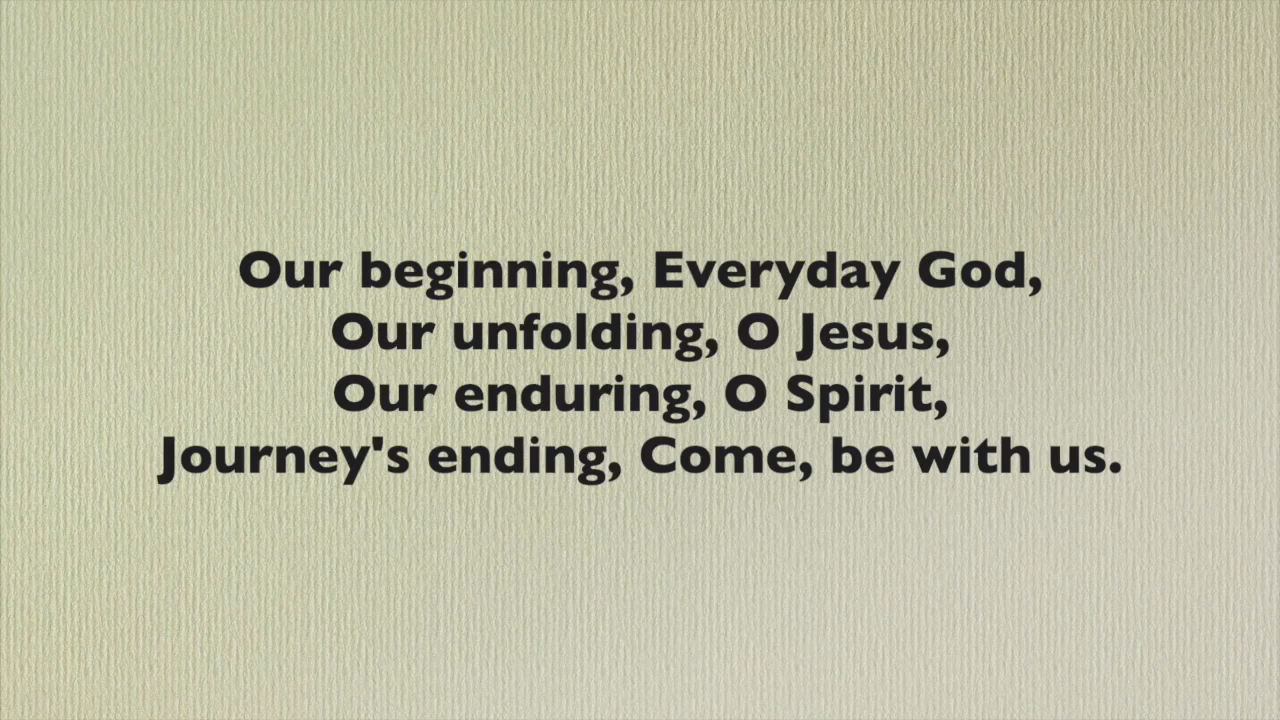 Our beginning, Everyday God,
Our unfolding, O Jesus,
Our enduring, O Spirit,
Journey's ending, Come, be with us.